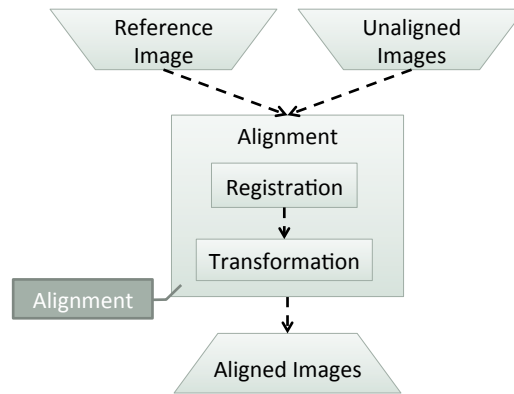 Reference
Image
Unaligned
Images
Alignment
Registration
Transformation
Alignment
Aligned Images